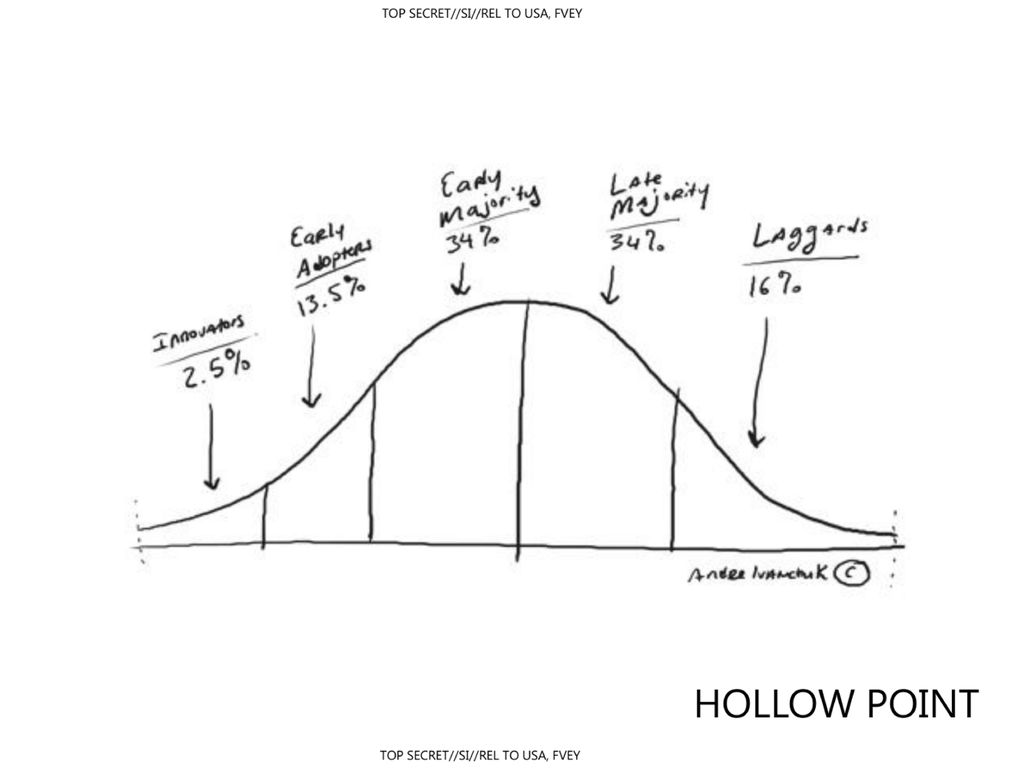 TOP SECRET//SI//REL TO USA, FVEY
Innovators
2.5%
Early
Adopters
13.5%
Early
Majority
34%
Late
Majority
34%
Laggards
16%
Andre Ivanchuk ©
HOLLOW POINT
TOP SECRET//SI//REL TO USA, FVEY